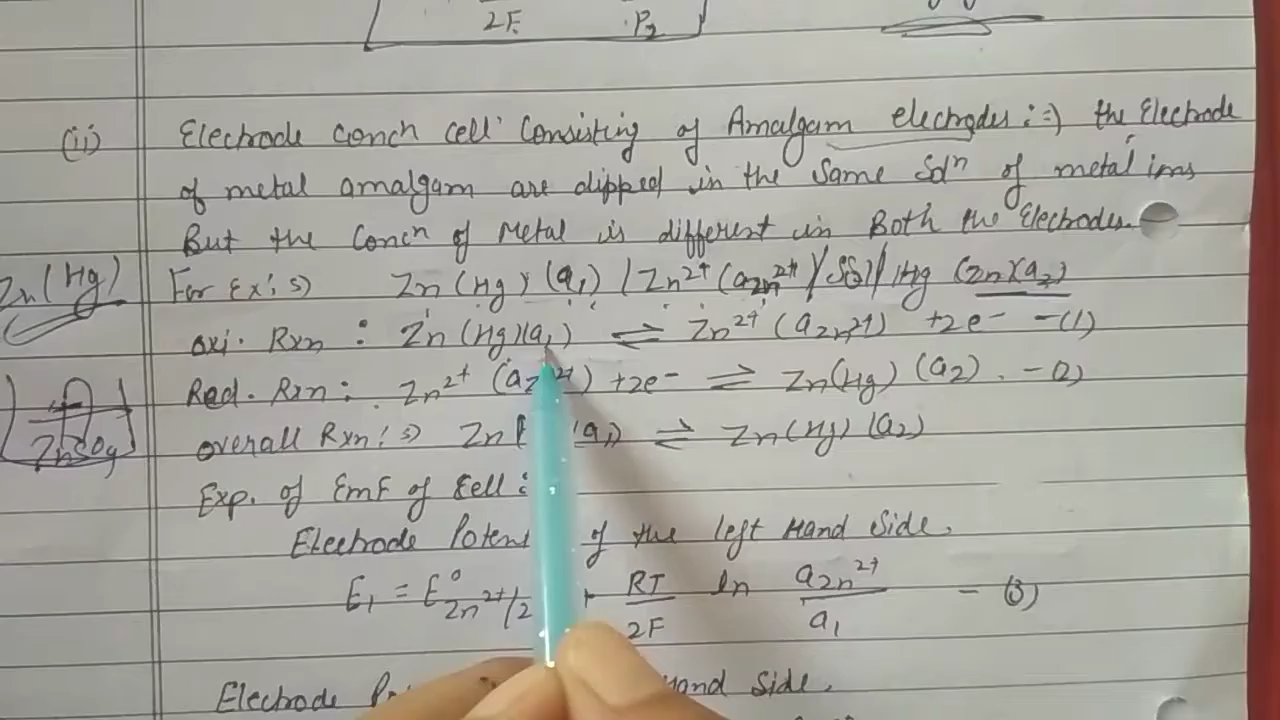 2F P2
(ii) Electrode concn cell consisting of Amalgam electrodes :=> the Electrode
of metal amalgam are dipped in the same Soln of metal ions
But the Concn of Metal is different in Both the Electrodes.
Zn(Hg)
For Ex:s) Zn(Hg)(a1) / Zn2+ (aZn2+) / / Hg (Zn)(a2)
oxi. Rxn : Zn(Hg)(a1) ⇌ Zn2+ (aZn2+) +2e- -(1)
Red. Rxn : Zn2+ (aZn2+) +2e- ⇌ Zn(Hg) (a2) . -(2)
ZnSO4
overall Rxn:s) Zn( a1) ⇌ Zn(Hg) (a2)
Exp. of EmF of Cell :
Electrode Poten of the left Hand Side.
E1 = E°Zn2+/Z + RT/2F ln aZn2+/a1 - (3)
Electrode Hand Side.